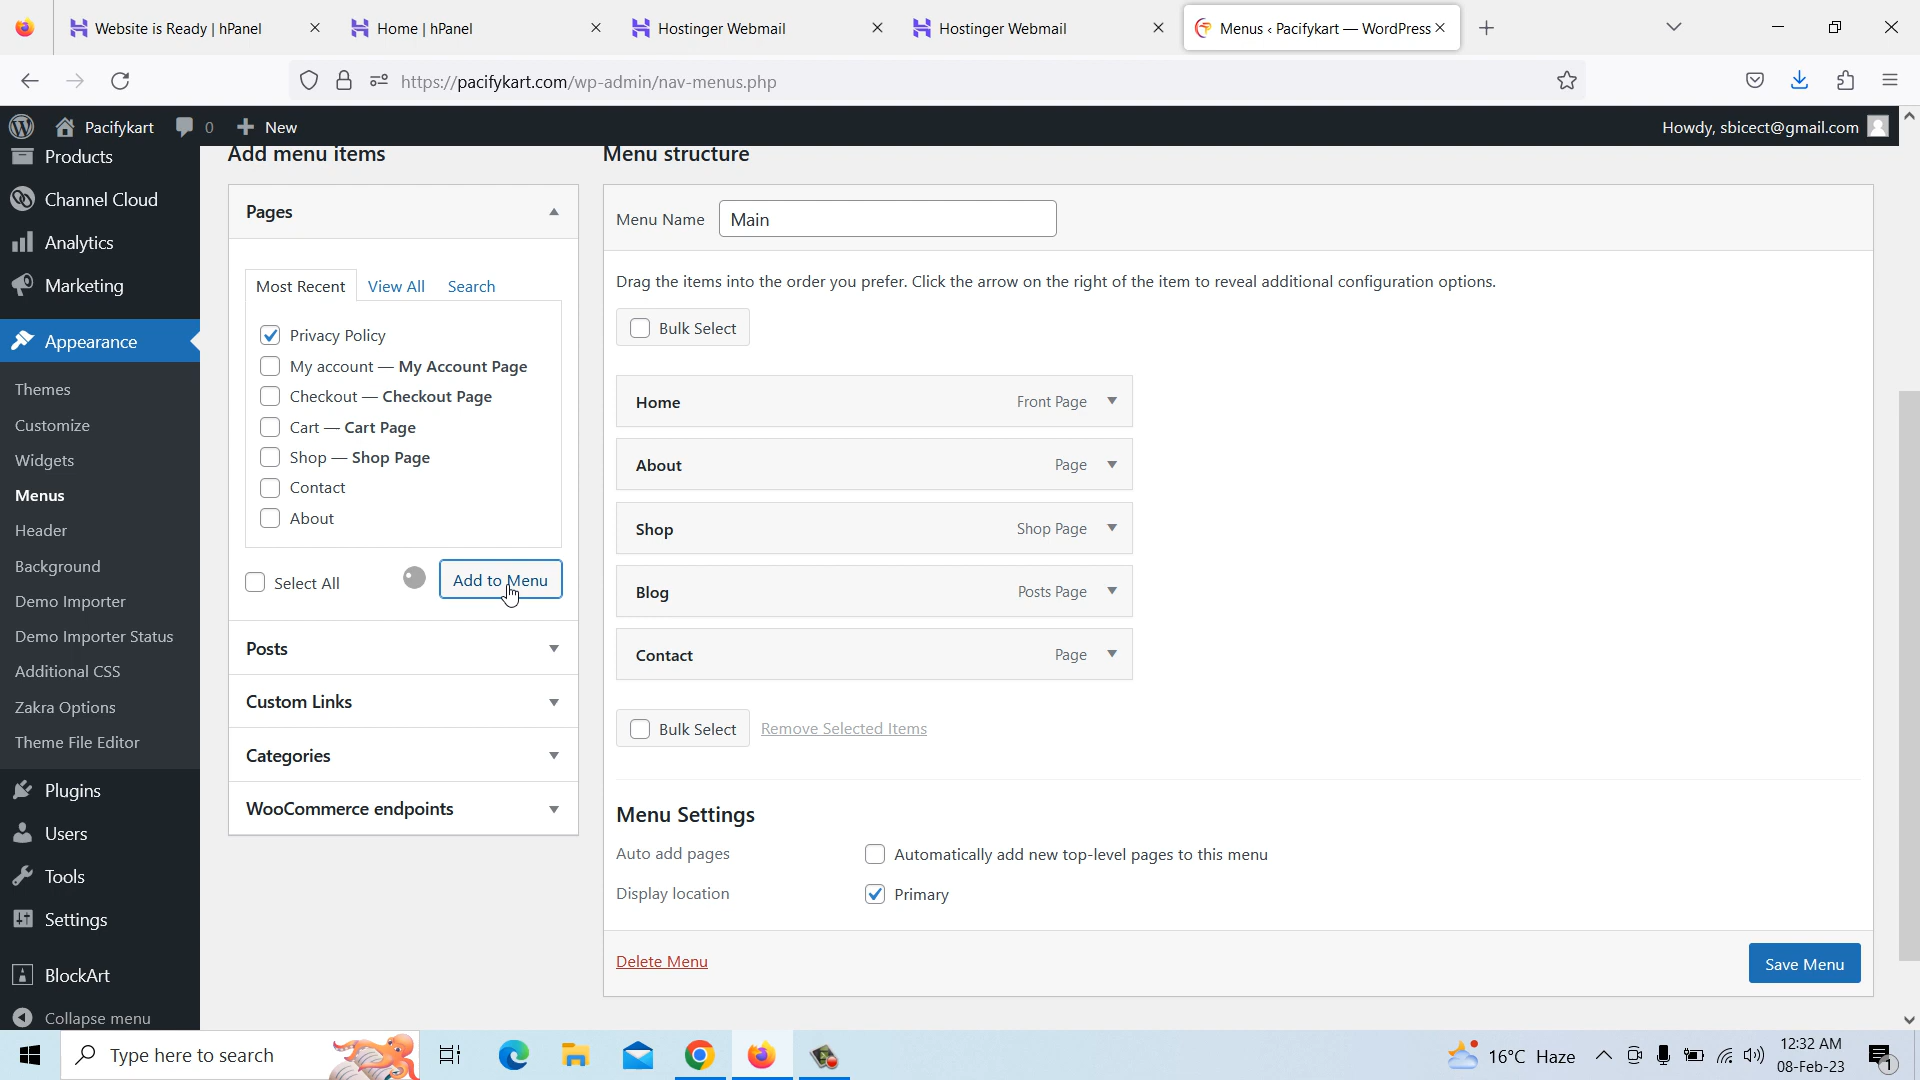 Website is Ready | hPanel
Home | hPanel
Hostinger Webmail
Hostinger Webmail
Menus ‹ Pacifykart — WordPress
https://pacifykart.com/wp-admin/nav-menus.php
Pacifykart
0
New
Howdy, sbicect@gmail.com
Products
Channel Cloud
Analytics
Marketing
Appearance
Themes
Customize
Widgets
Menus
Header
Background
Demo Importer
Demo Importer Status
Additional CSS
Zakra Options
Theme File Editor
Plugins
Users
Tools
Settings
BlockArt
Collapse menu
Add menu items
Pages
Most Recent
View All
Search
Privacy Policy
My account — My Account Page
Checkout — Checkout Page
Cart — Cart Page
Shop — Shop Page
Contact
About
Select All
Add to Menu
Posts
Custom Links
Categories
WooCommerce endpoints
Menu structure
Menu Name
Main
Drag the items into the order you prefer. Click the arrow on the right of the item to reveal additional configuration options.
Bulk Select
Home
Front Page
About
Page
Shop
Shop Page
Blog
Posts Page
Contact
Page
Bulk Select
Remove Selected Items
Menu Settings
Auto add pages
Automatically add new top-level pages to this menu
Display location
Primary
Delete Menu
Save Menu
Type here to search
16°C Haze
12:32 AM
08-Feb-23
1